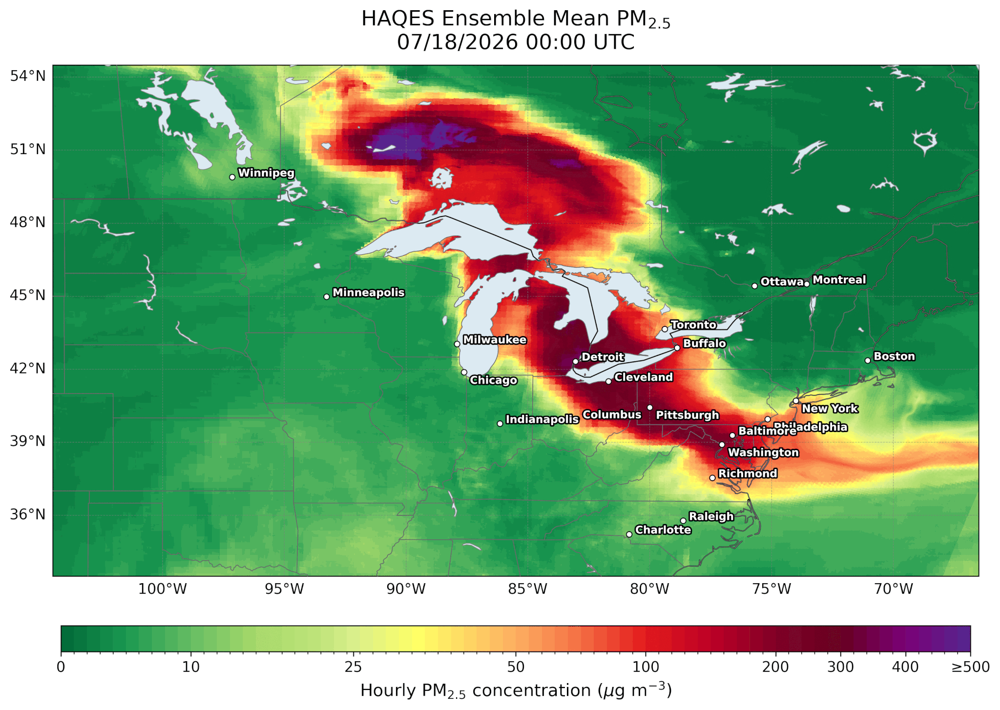 HAQES Ensemble Mean PM₂.₅
07/18/2026 00:00 UTC
54°N
51°N
48°N
45°N
42°N
39°N
36°N
Winnipeg
Minneapolis
Ottawa
Montreal
Toronto
Milwaukee
Buffalo
Detroit
Boston
Chicago
Cleveland
New York
Indianapolis
Columbus
Pittsburgh
Philadelphia
Baltimore
Washington
Richmond
Raleigh
Charlotte
100°W 95°W 90°W 85°W 80°W 75°W 70°W
0 10 25 50 100 200 300 400 ≥500
Hourly PM₂.₅ concentration (μg m⁻³)